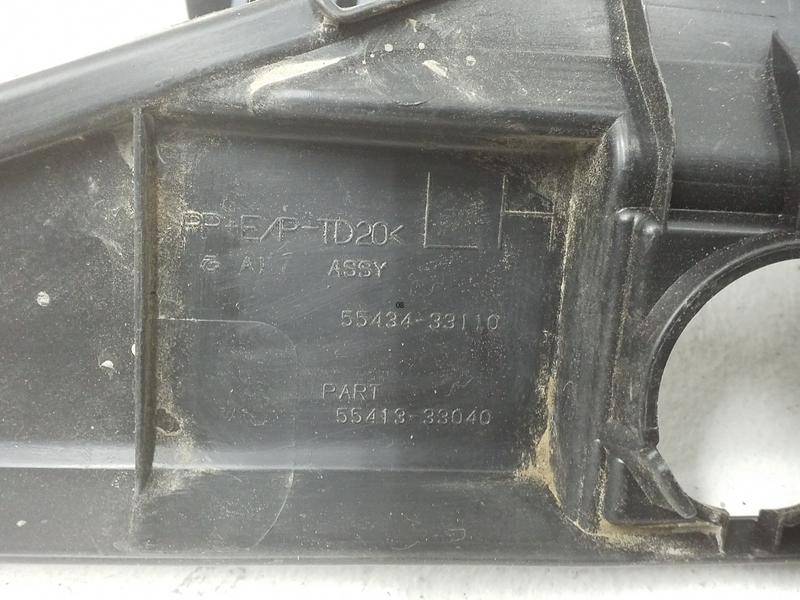 PP+E/P-TD20< LH
ASSY
55434-33110
PART
55413-33040